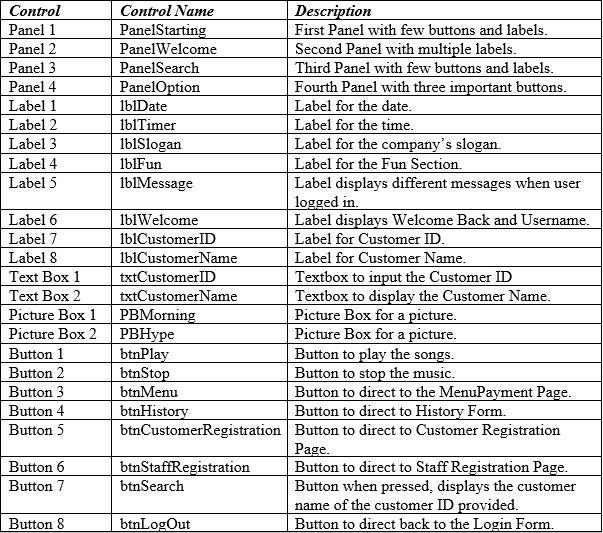 Control Control Name Description
Panel 1 PanelStarting First Panel with few buttons and labels.
Panel 2 PanelWelcome Second Panel with multiple labels.
Panel 3 PanelSearch Third Panel with few buttons and labels.
Panel 4 PanelOption Fourth Panel with three important buttons.
Label 1 lblDate Label for the date.
Label 2 lblTimer Label for the time.
Label 3 lblSlogan Label for the company’s slogan.
Label 4 lblFun Label for the Fun Section.
Label 5 lblMessage Label displays different messages when user
logged in.
Label 6 lblWelcome Label displays Welcome Back and Username.
Label 7 lblCustomerID Label for Customer ID.
Label 8 lblCustomerName Label for Customer Name.
Text Box 1 txtCustomerID Textbox to input the Customer ID
Text Box 2 txtCustomerName Textbox to display the Customer Name.
Picture Box 1 PBMorning Picture Box for a picture.
Picture Box 2 PBHype Picture Box for a picture.
Button 1 btnPlay Button to play the songs.
Button 2 btnStop Button to stop the music.
Button 3 btnMenu Button to direct to the MenuPayment Page.
Button 4 btnHistory Button to direct to History Form.
Button 5 btnCustomerRegistration Button to direct to Customer Registration
Page.
Button 6 btnStaffRegistration Button to direct to Staff Registration Page.
Button 7 btnSearch Button when pressed, displays the customer
name of the customer ID provided.
Button 8 btnLogOut Button to direct back to the Login Form.